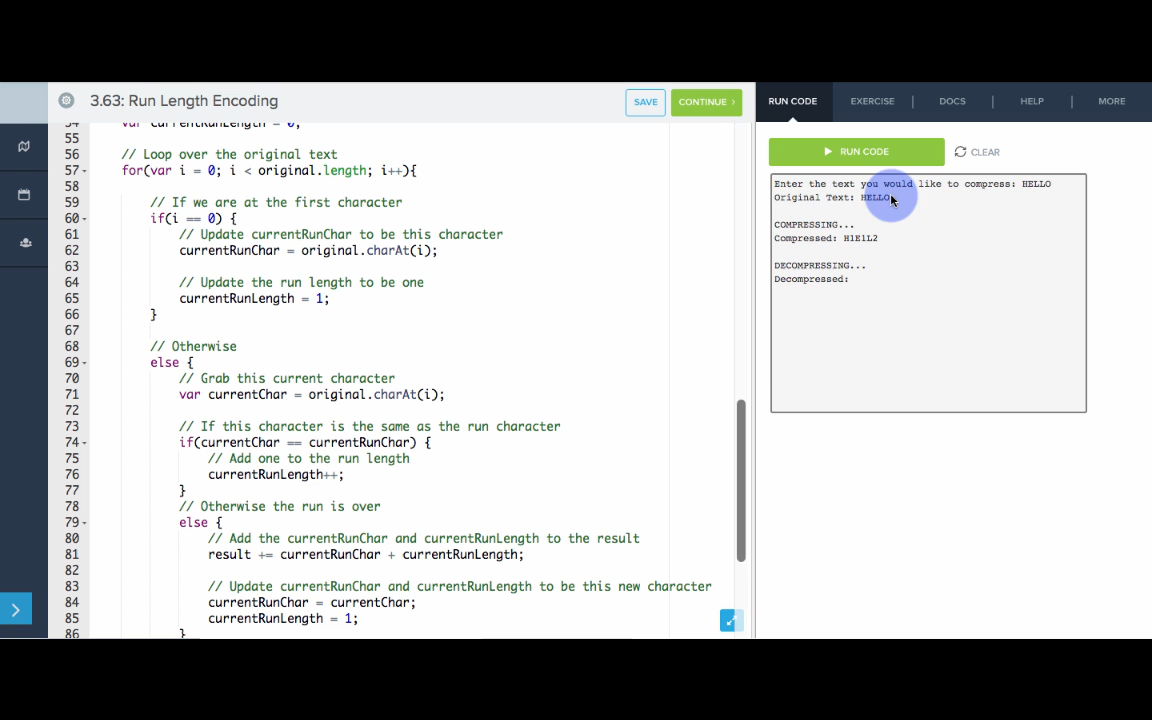 3.63: Run Length Encoding
SAVE
CONTINUE ›
RUN CODE
EXERCISE
DOCS
HELP
MORE
54 var currentRunLength = 0;
55
56 // Loop over the original text
57 for(var i = 0; i < original.length; i++){
58
59 // If we are at the first character
60 if(i == 0) {
61 // Update currentRunChar to be this character
62 currentRunChar = original.charAt(i);
63
64 // Update the run length to be one
65 currentRunLength = 1;
66 }
67
68 // Otherwise
69 else {
70 // Grab this current character
71 var currentChar = original.charAt(i);
72
73 // If this character is the same as the run character
74 if(currentChar == currentRunChar) {
75 // Add one to the run length
76 currentRunLength++;
77 }
78 // Otherwise the run is over
79 else {
80 // Add the currentRunChar and currentRunLength to the result
81 result += currentRunChar + currentRunLength;
82
83 // Update currentRunChar and currentRunLength to be this new character
84 currentRunChar = currentChar;
85 currentRunLength = 1;
86 }
RUN CODE
CLEAR
Enter the text you would like to compress: HELLO
Original Text: HELLO
COMPRESSING...
Compressed: H1E1L2
DECOMPRESSING...
Decompressed: